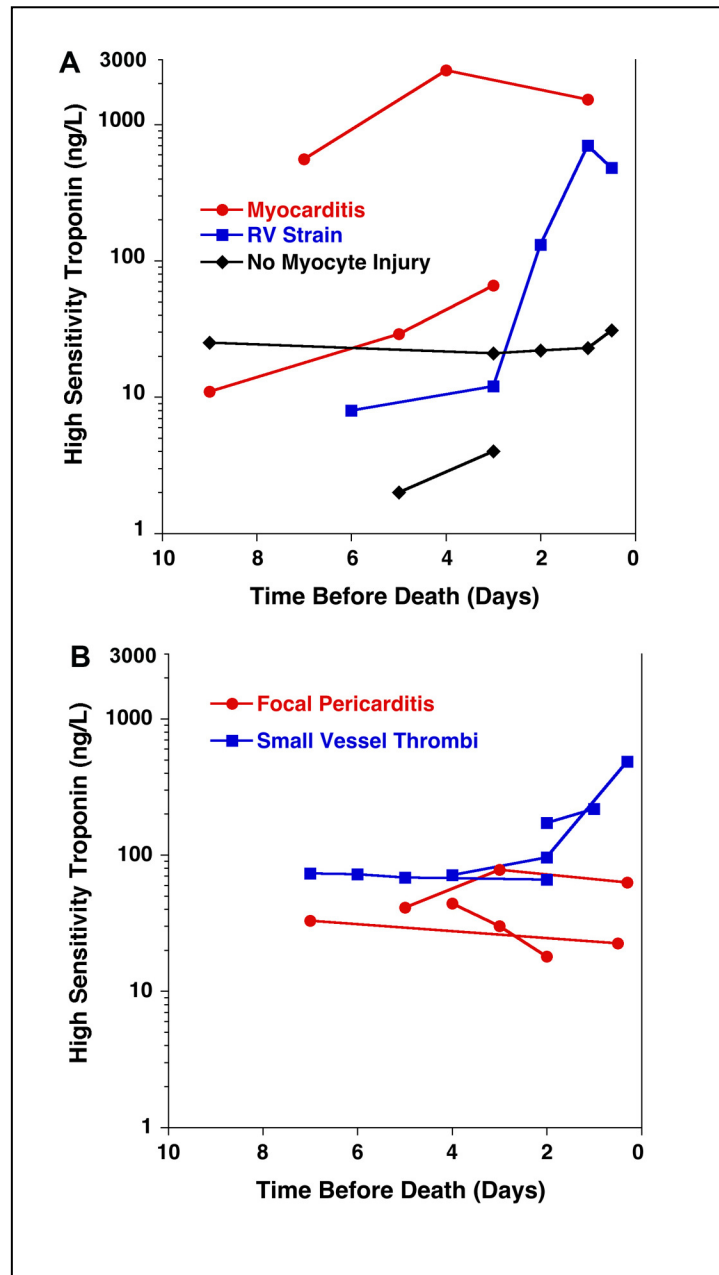 A
3000
1000
100
10
1
High Sensitivity Troponin (ng/L)
Myocarditis
RV Strain
No Myocyte Injury
10 8 6 4 2 0
Time Before Death (Days)
B
3000
1000
100
10
1
High Sensitivity Troponin (ng/L)
Focal Pericarditis
Small Vessel Thrombi
10 8 6 4 2 0
Time Before Death (Days)